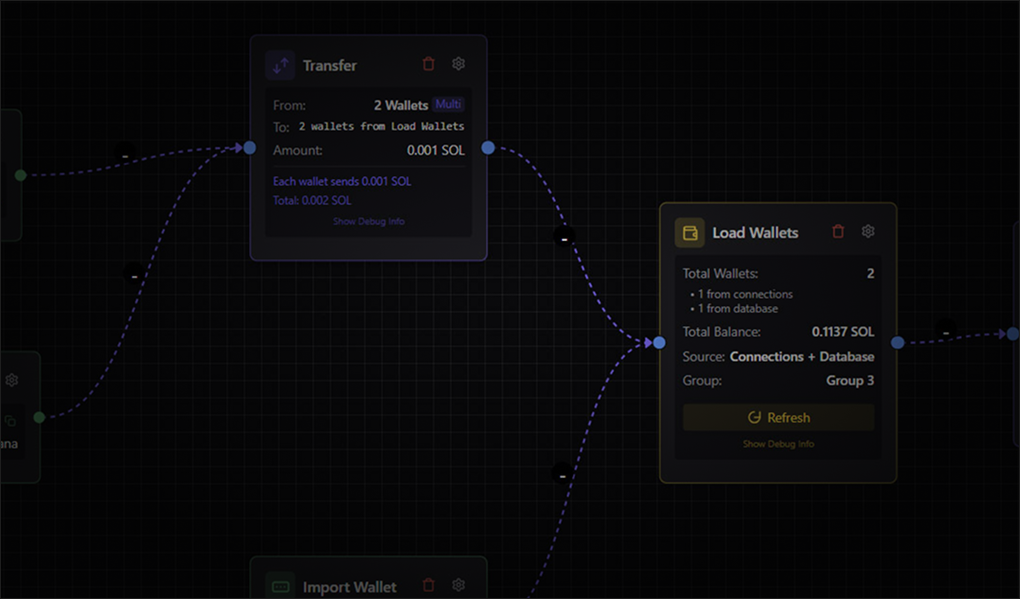 Transfer
From: 2 Wallets Multi
To: 2 wallets from Load Wallets
Amount: 0.001 SOL
Each wallet sends 0.001 SOL
Total: 0.002 SOL
Show Debug Info
-
-
-
Load Wallets
Total Wallets: 2
• 1 from connections
• 1 from database
Total Balance: 0.1137 SOL
Source: Connections + Database
Group: Group 3
Refresh
Show Debug Info
-
ana
-
Import Wallet